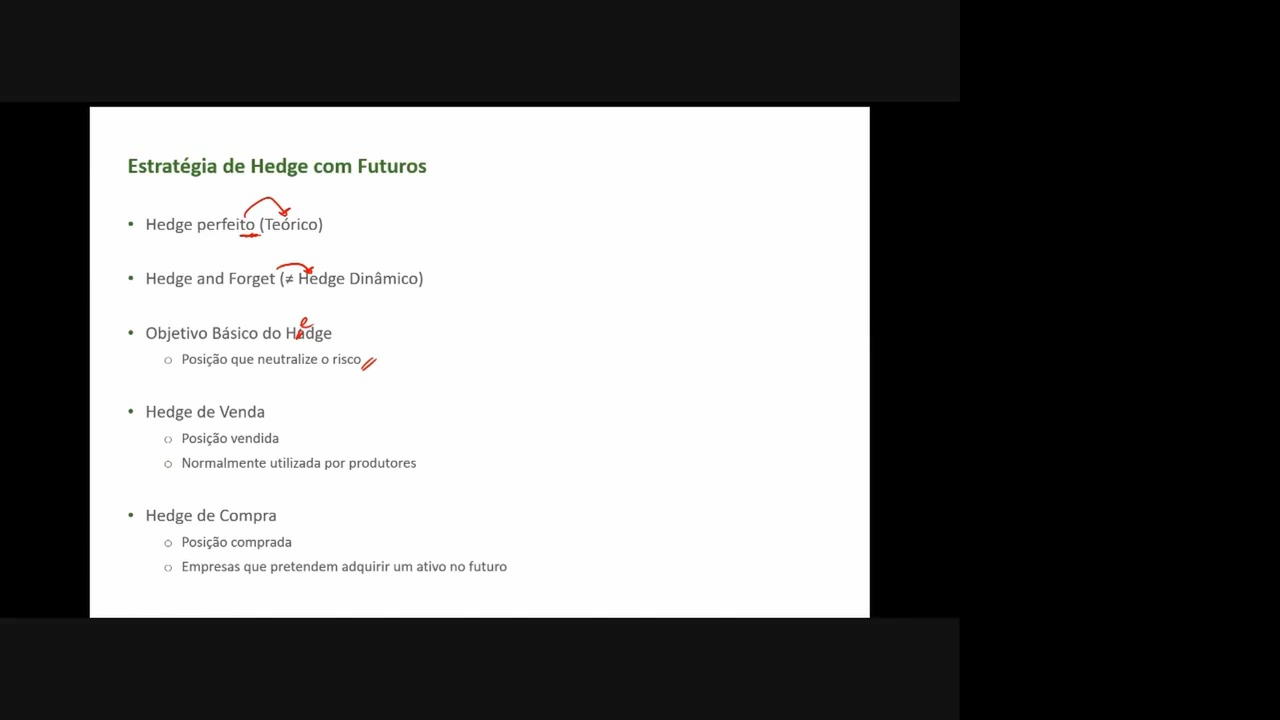 Estratégia de Hedge com Futuros
• Hedge perfeito (Teórico)
• Hedge and Forget (≠ Hedge Dinâmico)
e
• Objetivo Básico do Hadge
○ Posição que neutralize o risco
• Hedge de Venda
○ Posição vendida
○ Normalmente utilizada por produtores
• Hedge de Compra
○ Posição comprada
○ Empresas que pretendem adquirir um ativo no futuro